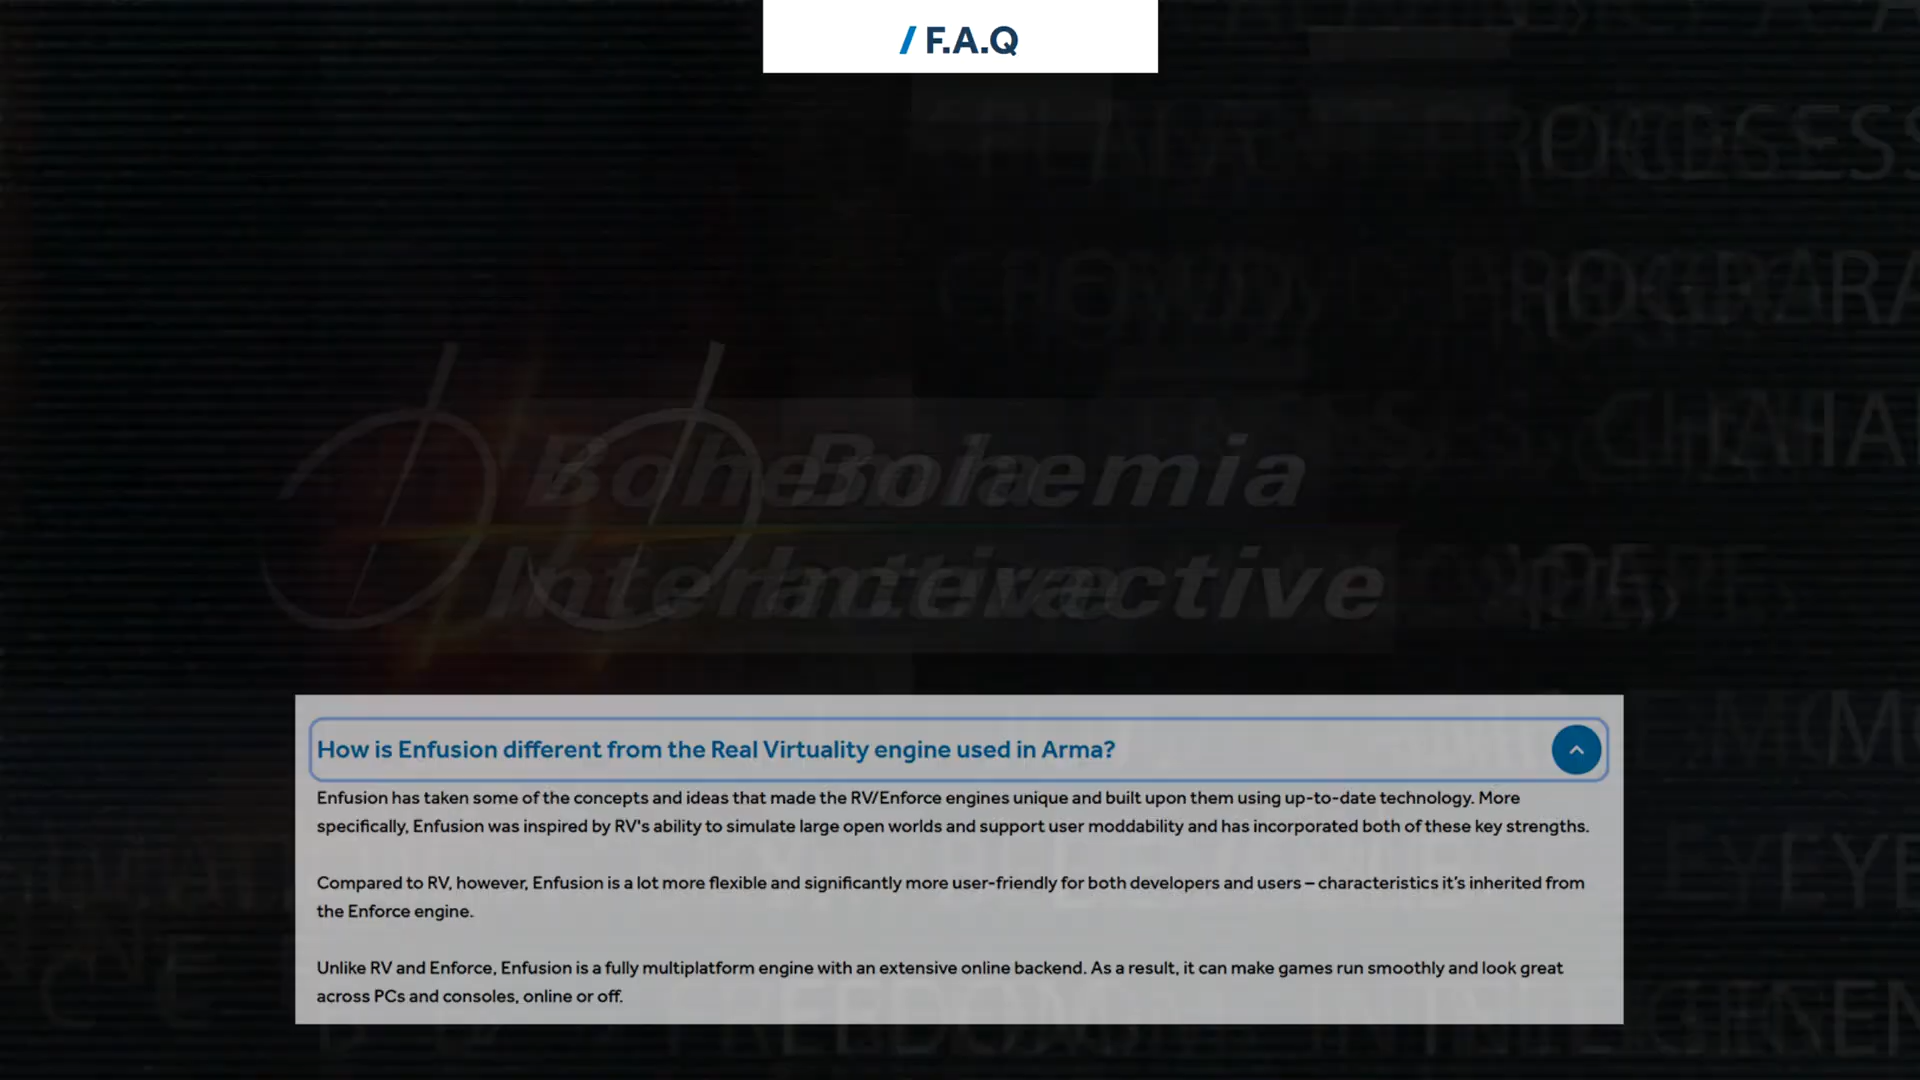 / F.A.Q
Bohemia
Interactive
How is Enfusion different from the Real Virtuality engine used in Arma?
Enfusion has taken some of the concepts and ideas that made the RV/Enforce engines unique and built upon them using up-to-date technology. More
specifically, Enfusion was inspired by RV's ability to simulate large open worlds and support user moddability and has incorporated both of these key strengths.
Compared to RV, however, Enfusion is a lot more flexible and significantly more user-friendly for both developers and users – characteristics it’s inherited from
the Enforce engine.
Unlike RV and Enforce, Enfusion is a fully multiplatform engine with an extensive online backend. As a result, it can make games run smoothly and look great
across PCs and consoles, online or off.